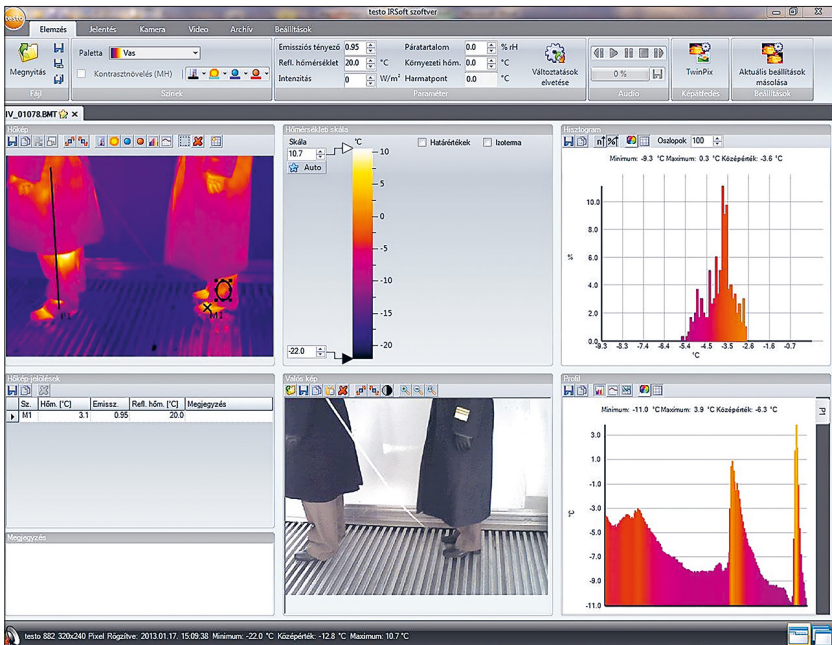 testo IRSoft szoftver
Elemzés Jelentés Kamera Video Archív Beállítások
Megnyitás
Paletta Vas
Kontrasztnövelés (MH)
Emissziós tényező 0.95
Refl. hőmérséklet 20.0 °C
Intenzitás 0 W/m²
Páratartalom 0.0 % rH
Környezeti hőm. 0.0 °C
Harmatpont 0.0 °C
Változtatások elvetése
0 %
TwinPix
Aktuális beállítások másolása
Fájl Színek Paraméter Audio Képátfedés Beállítások
IV_01078.BMT
Hőkép
P1
M1
Hőmérsékleti skála
Skála °C
10.7
Auto
Határértékek Izoterma
10
5
0
-5
-10
-15
-20
-22.0
Hisztogram
n % Oszlopok 100
Minimum: -9.3 °C Maximum: 0.3 °C Középérték: -3.6 °C
10.0
8.0
%
6.0
4.0
2.0
0.0
-9.3 -8.3 -7.4 -6.4 -5.4 -4.5 -3.5 -2.6 -1.6 -0.7
°C
Hőkép-jelölések
Sz. Hőm. [°C] Emissz. Refl. hőm. [°C] Megjegyzés
M1 3.1 0.95 20.0
Megjegyzés
Valós kép
Profil
Minimum: -11.0 °C Maximum: 3.9 °C Középérték: -6.3 °C
P1
3.0
1.0
-1.0
-3.0
°C
-5.0
-7.0
-9.0
-11.0
testo 882 320x240 Pixel Rögzítve: 2013.01.17. 15:09:38 Minimum: -22.0 °C Középérték: -12.8 °C Maximum: 10.7 °C